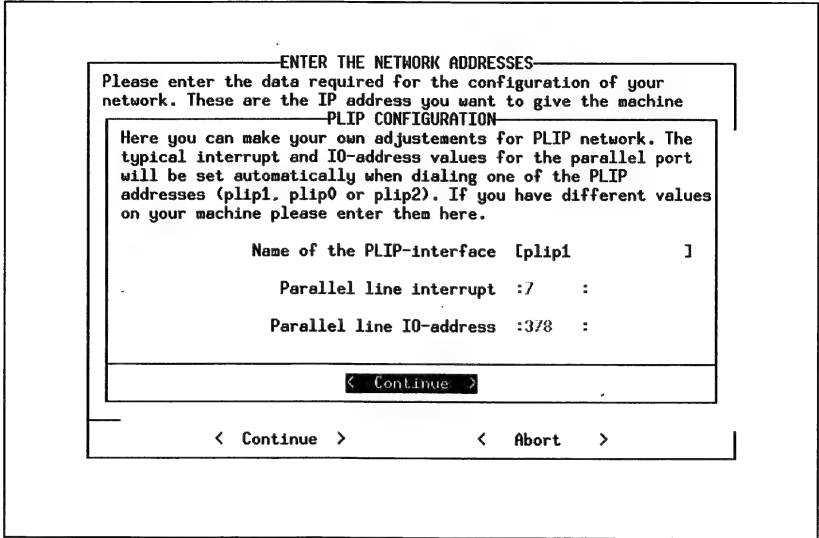 ENTER THE NETWORK ADDRESSES
Please enter the data required for the configuration of your
network. These are the IP address you want to give the machine
PLIP CONFIGURATION
Here you can make your own adjustements for PLIP network. The
typical interrupt and IO-address values for the parallel port
will be set automatically when dialing one of the PLIP
addresses (plip1, plip0 or plip2). If you have different values
on your machine please enter them here.
Name of the PLIP-interface [plip1 ]
Parallel line interrupt :7 :
Parallel line IO-address :378 :
< Continue >
< Continue > < Abort >